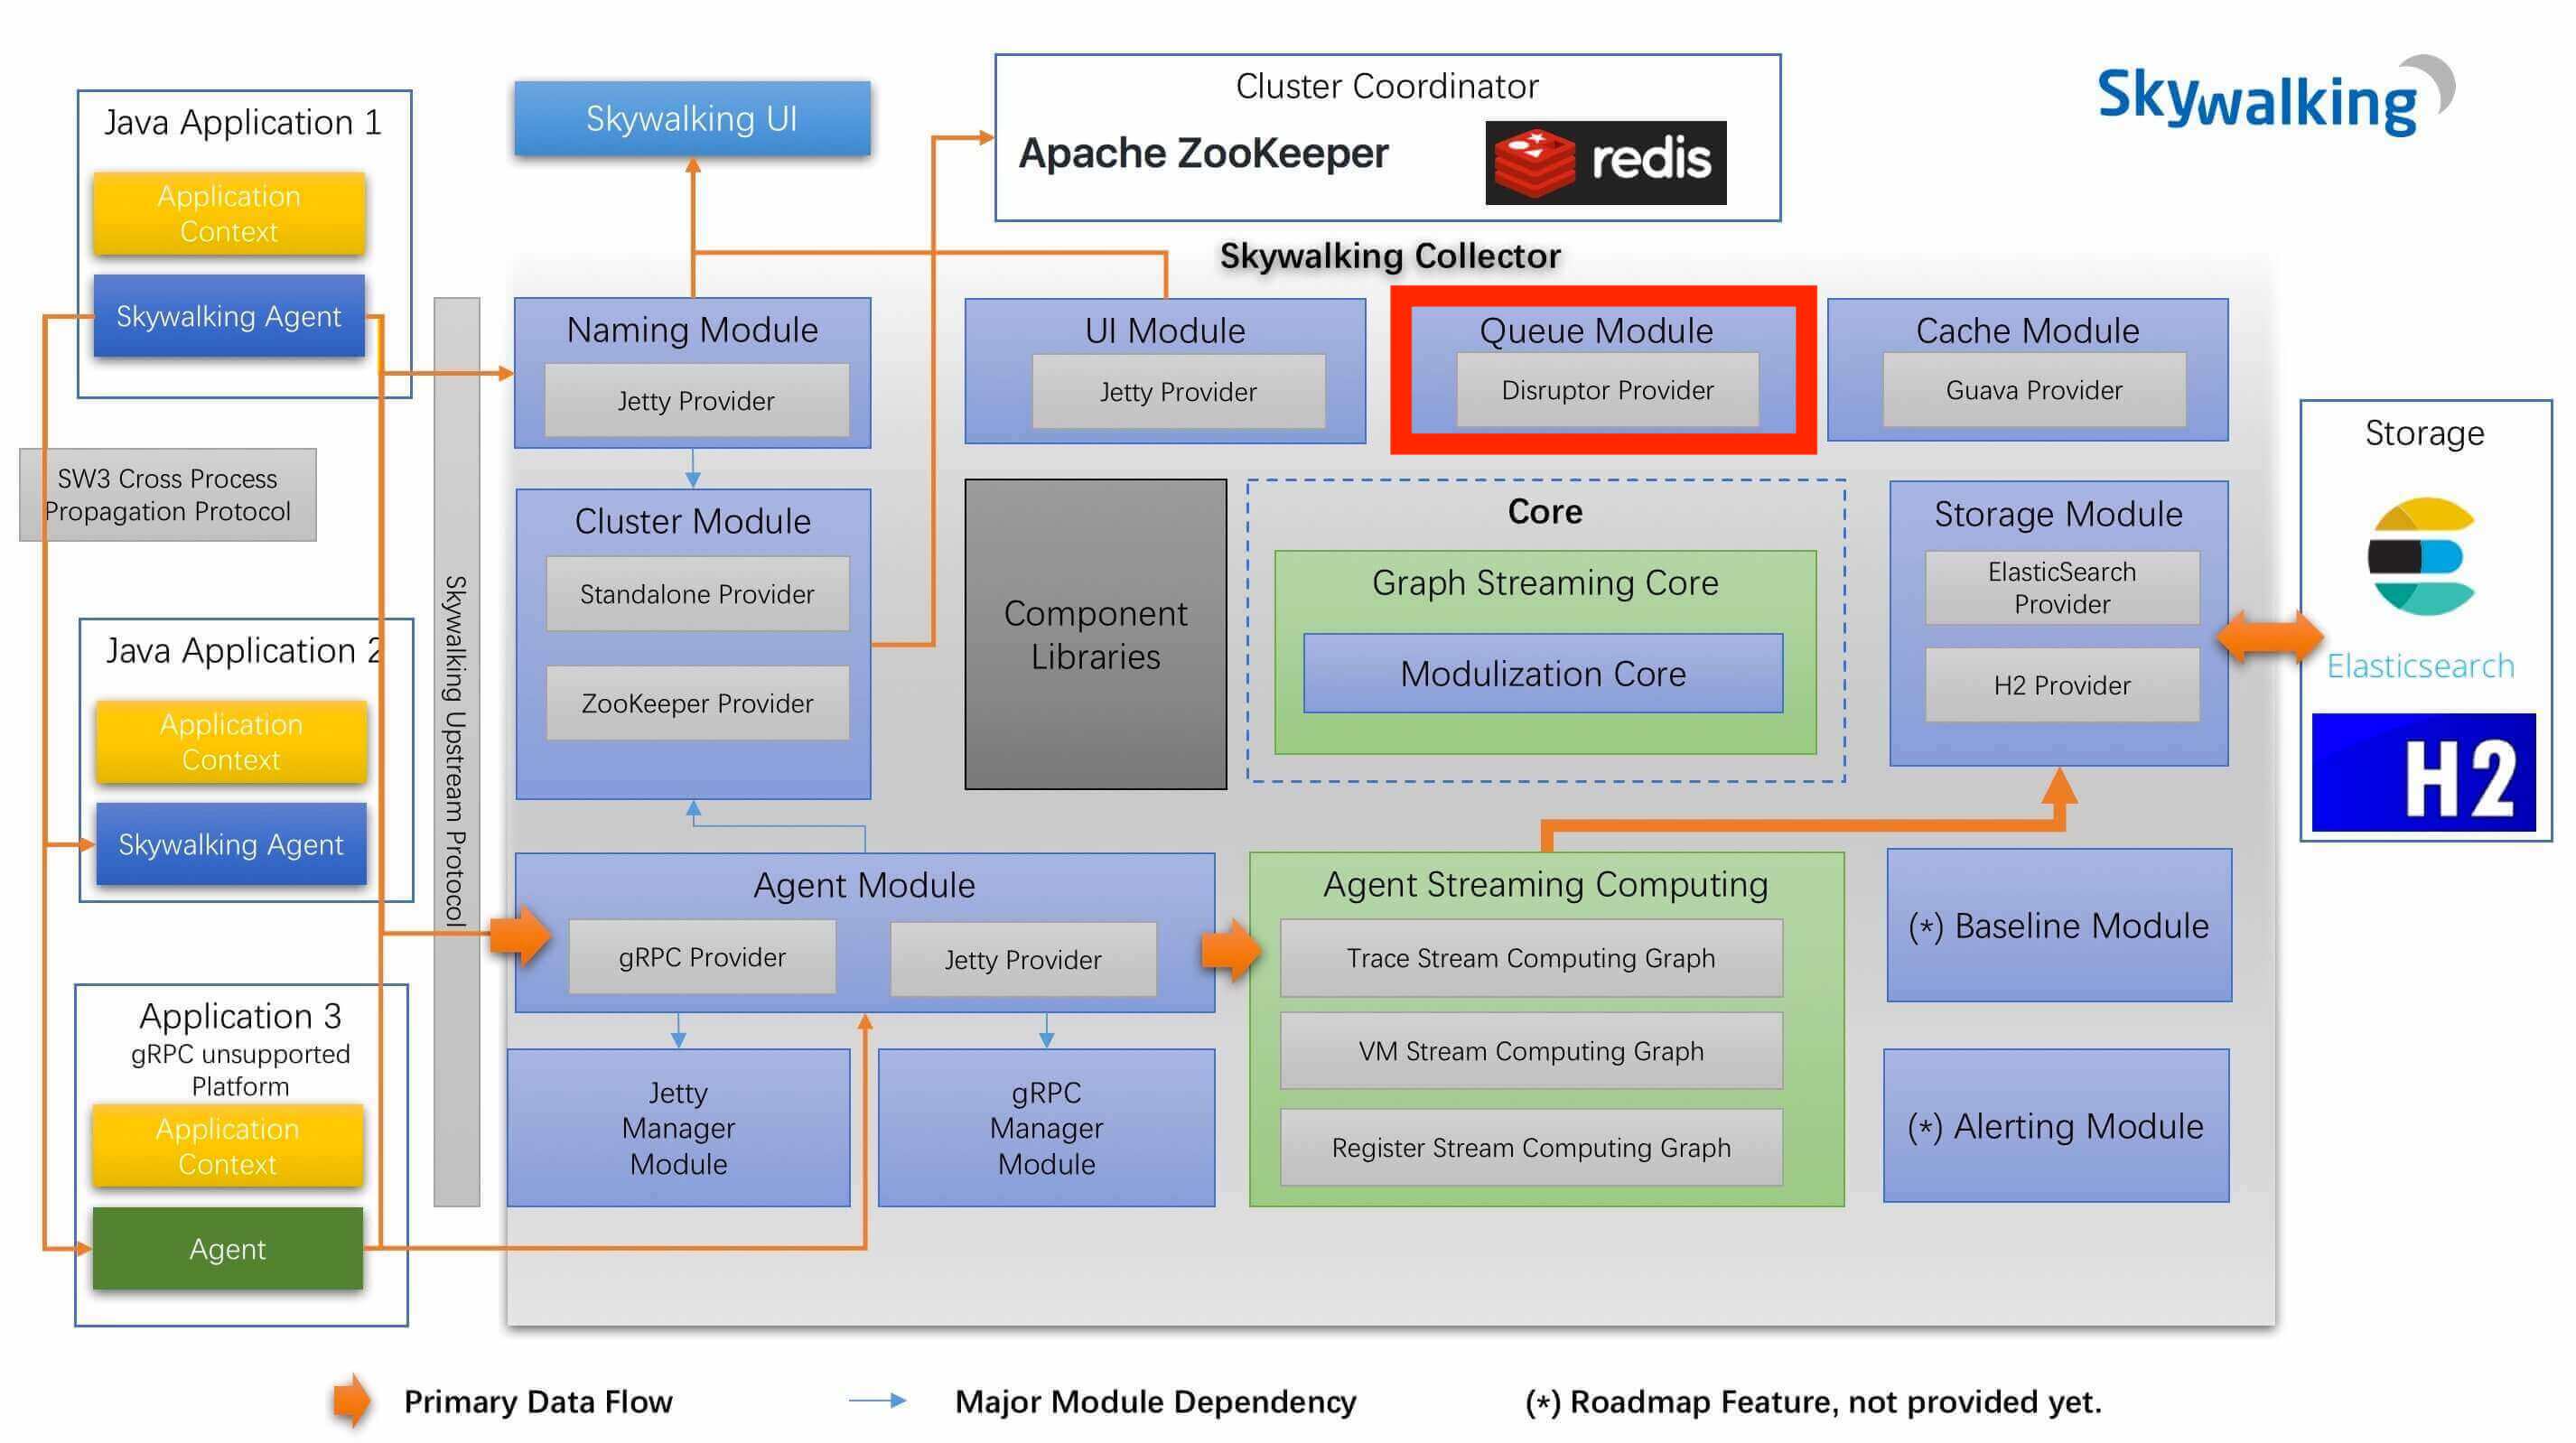 Skywalking
Java Application 1
Application
Context
Skywalking Agent
SW3 Cross Process
Propagation Protocol
Java Application 2
Application
Context
Skywalking Agent
Application 3
gRPC unsupported
Platform
Application
Context
Agent
Skywalking Upstream Protocol
Skywalking UI
Cluster Coordinator
Apache ZooKeeper
redis
Skywalking Collector
Naming Module
Jetty Provider
UI Module
Jetty Provider
Queue Module
Disruptor Provider
Cache Module
Guava Provider
Cluster Module
Standalone Provider
ZooKeeper Provider
Component
Libraries
Core
Graph Streaming Core
Modulization Core
Storage Module
ElasticSearch
Provider
H2 Provider
Storage
Elasticsearch
H2
Agent Module
gRPC Provider
Jetty Provider
Jetty
Manager
Module
gRPC
Manager
Module
Agent Streaming Computing
Trace Stream Computing Graph
VM Stream Computing Graph
Register Stream Computing Graph
(*) Baseline Module
(*) Alerting Module
Primary Data Flow
Major Module Dependency
(*) Roadmap Feature, not provided yet.